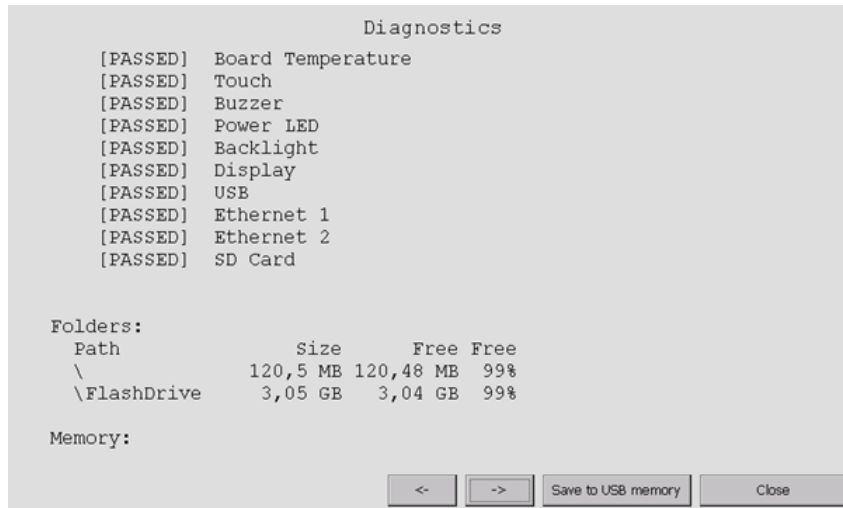 Diagnostics
[PASSED] Board Temperature
[PASSED] Touch
[PASSED] Buzzer
[PASSED] Power LED
[PASSED] Backlight
[PASSED] Display
[PASSED] USB
[PASSED] Ethernet 1
[PASSED] Ethernet 2
[PASSED] SD Card
Folders:
Path Size Free Free
\ 120,5 MB 120,48 MB 99%
\FlashDrive 3,05 GB 3,04 GB 99%
Memory:
<- -> Save to USB memory Close